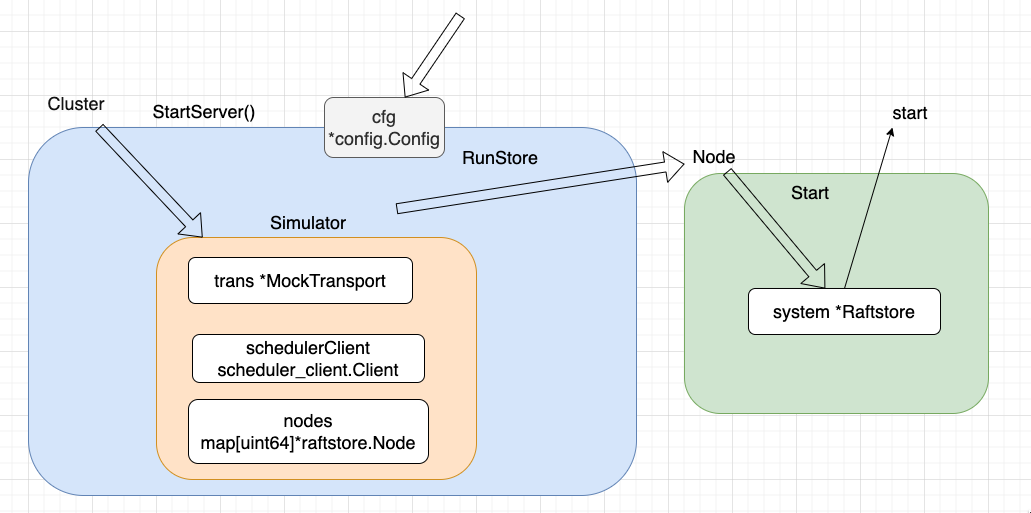 Cluster
StartServer()
cfg
*config.Config
RunStore
Simulator
trans *MockTransport
schedulerClient
scheduler_client.Client
nodes
map[uint64]*raftstore.Node
Node
start
Start
system *Raftstore